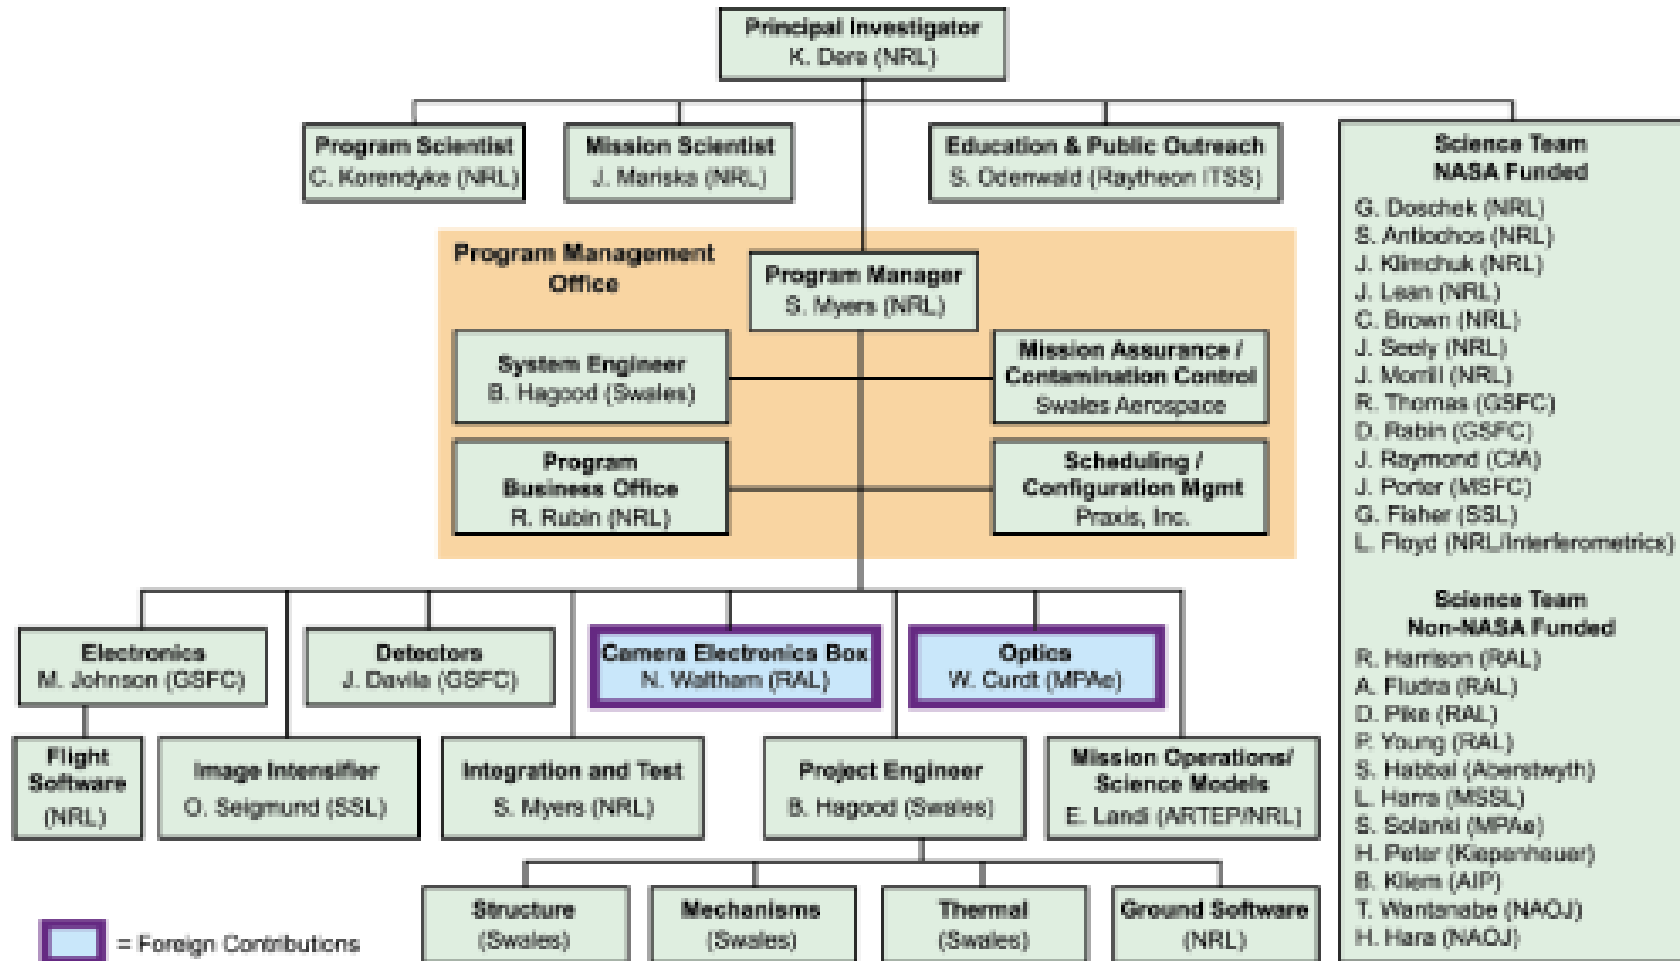 Principal Investigator
K. Dere (NRL)
Program Scientist
C. Korendyke (NRL)
Mission Scientist
J. Mariska (NRL)
Education & Public Outreach
S. Odenwald (Raytheon ITSS)
Program Management
Office
Program Manager
S. Myers (NRL)
System Engineer
B. Hagood (Swales)
Mission Assurance /
Contamination Control
Swales Aerospace
Program
Business Office
R. Rubin (NRL)
Scheduling /
Configuration Mgmt
Praxis, Inc.
Electronics
M. Johnson (GSFC)
Detectors
J. Davila (GSFC)
Camera Electronics Box
N. Waltham (RAL)
Optics
W. Curdt (MPAe)
Flight
Software
(NRL)
Image Intensifier
O. Seigmund (SSL)
Integration and Test
S. Myers (NRL)
Project Engineer
B. Hagood (Swales)
Mission Operations/
Science Models
E. Landi (ARTEP/NRL)
Structure
(Swales)
Mechanisms
(Swales)
Thermal
(Swales)
Ground Software
(NRL)
= Foreign Contributions
Science Team
NASA Funded
G. Doschek (NRL)
S. Antiochos (NRL)
J. Klimchuk (NRL)
J. Lean (NRL)
C. Brown (NRL)
J. Seely (NRL)
J. Morrill (NRL)
R. Thomas (GSFC)
D. Rabin (GSFC)
J. Raymond (CfA)
J. Porter (MSFC)
G. Fisher (SSL)
L. Floyd (NRL/Interferometrics)
Science Team
Non-NASA Funded
R. Harrison (RAL)
A. Fludra (RAL)
D. Pike (RAL)
P. Young (RAL)
S. Habbal (Aberstwyth)
L. Harra (MSSL)
S. Solanki (MPAe)
H. Peter (Kiepenheuer)
B. Kliem (AIP)
T. Wantanabe (NAOJ)
H. Hara (NAOJ)